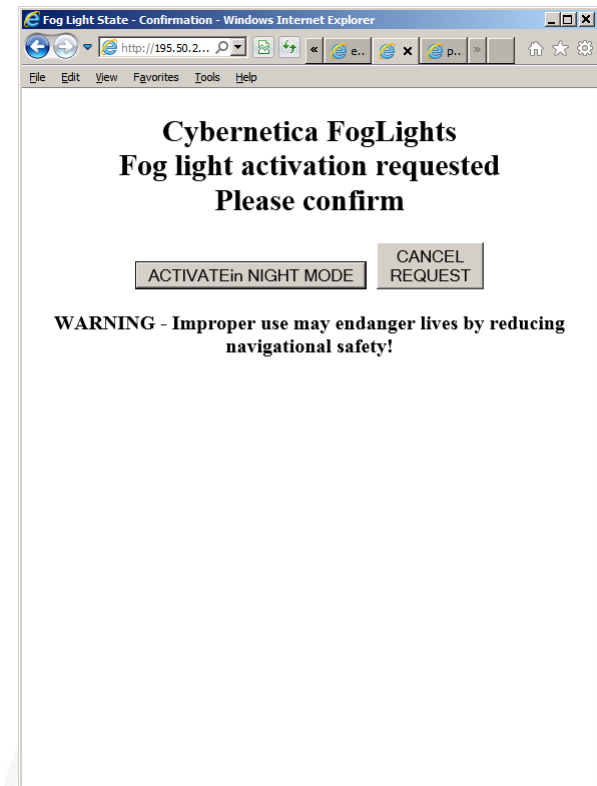 Fog Light State - Confirmation - Windows Internet Explorer
http://195.50.2... e.. p..
File Edit View Favorites Tools Help
Cybernetica FogLights
Fog light activation requested
Please confirm
ACTIVATEin NIGHT MODE
CANCEL
REQUEST
WARNING - Improper use may endanger lives by reducing
navigational safety!